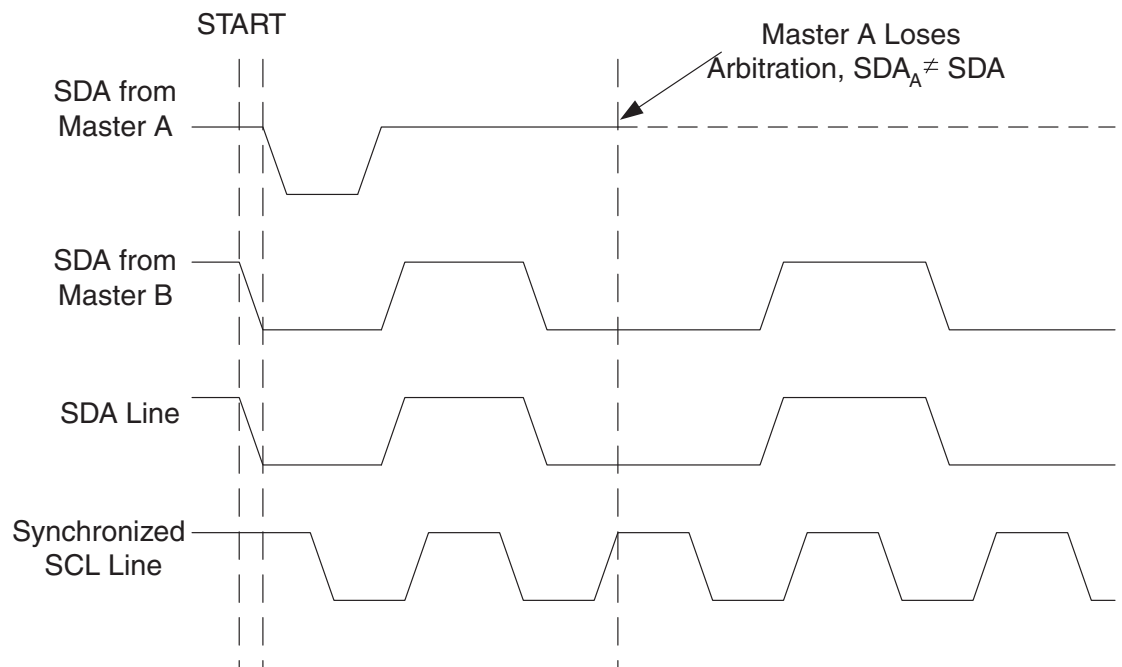 START
Master A Loses
Arbitration, SDA_A ≠ SDA
SDA from
Master A
SDA from
Master B
SDA Line
Synchronized
SCL Line